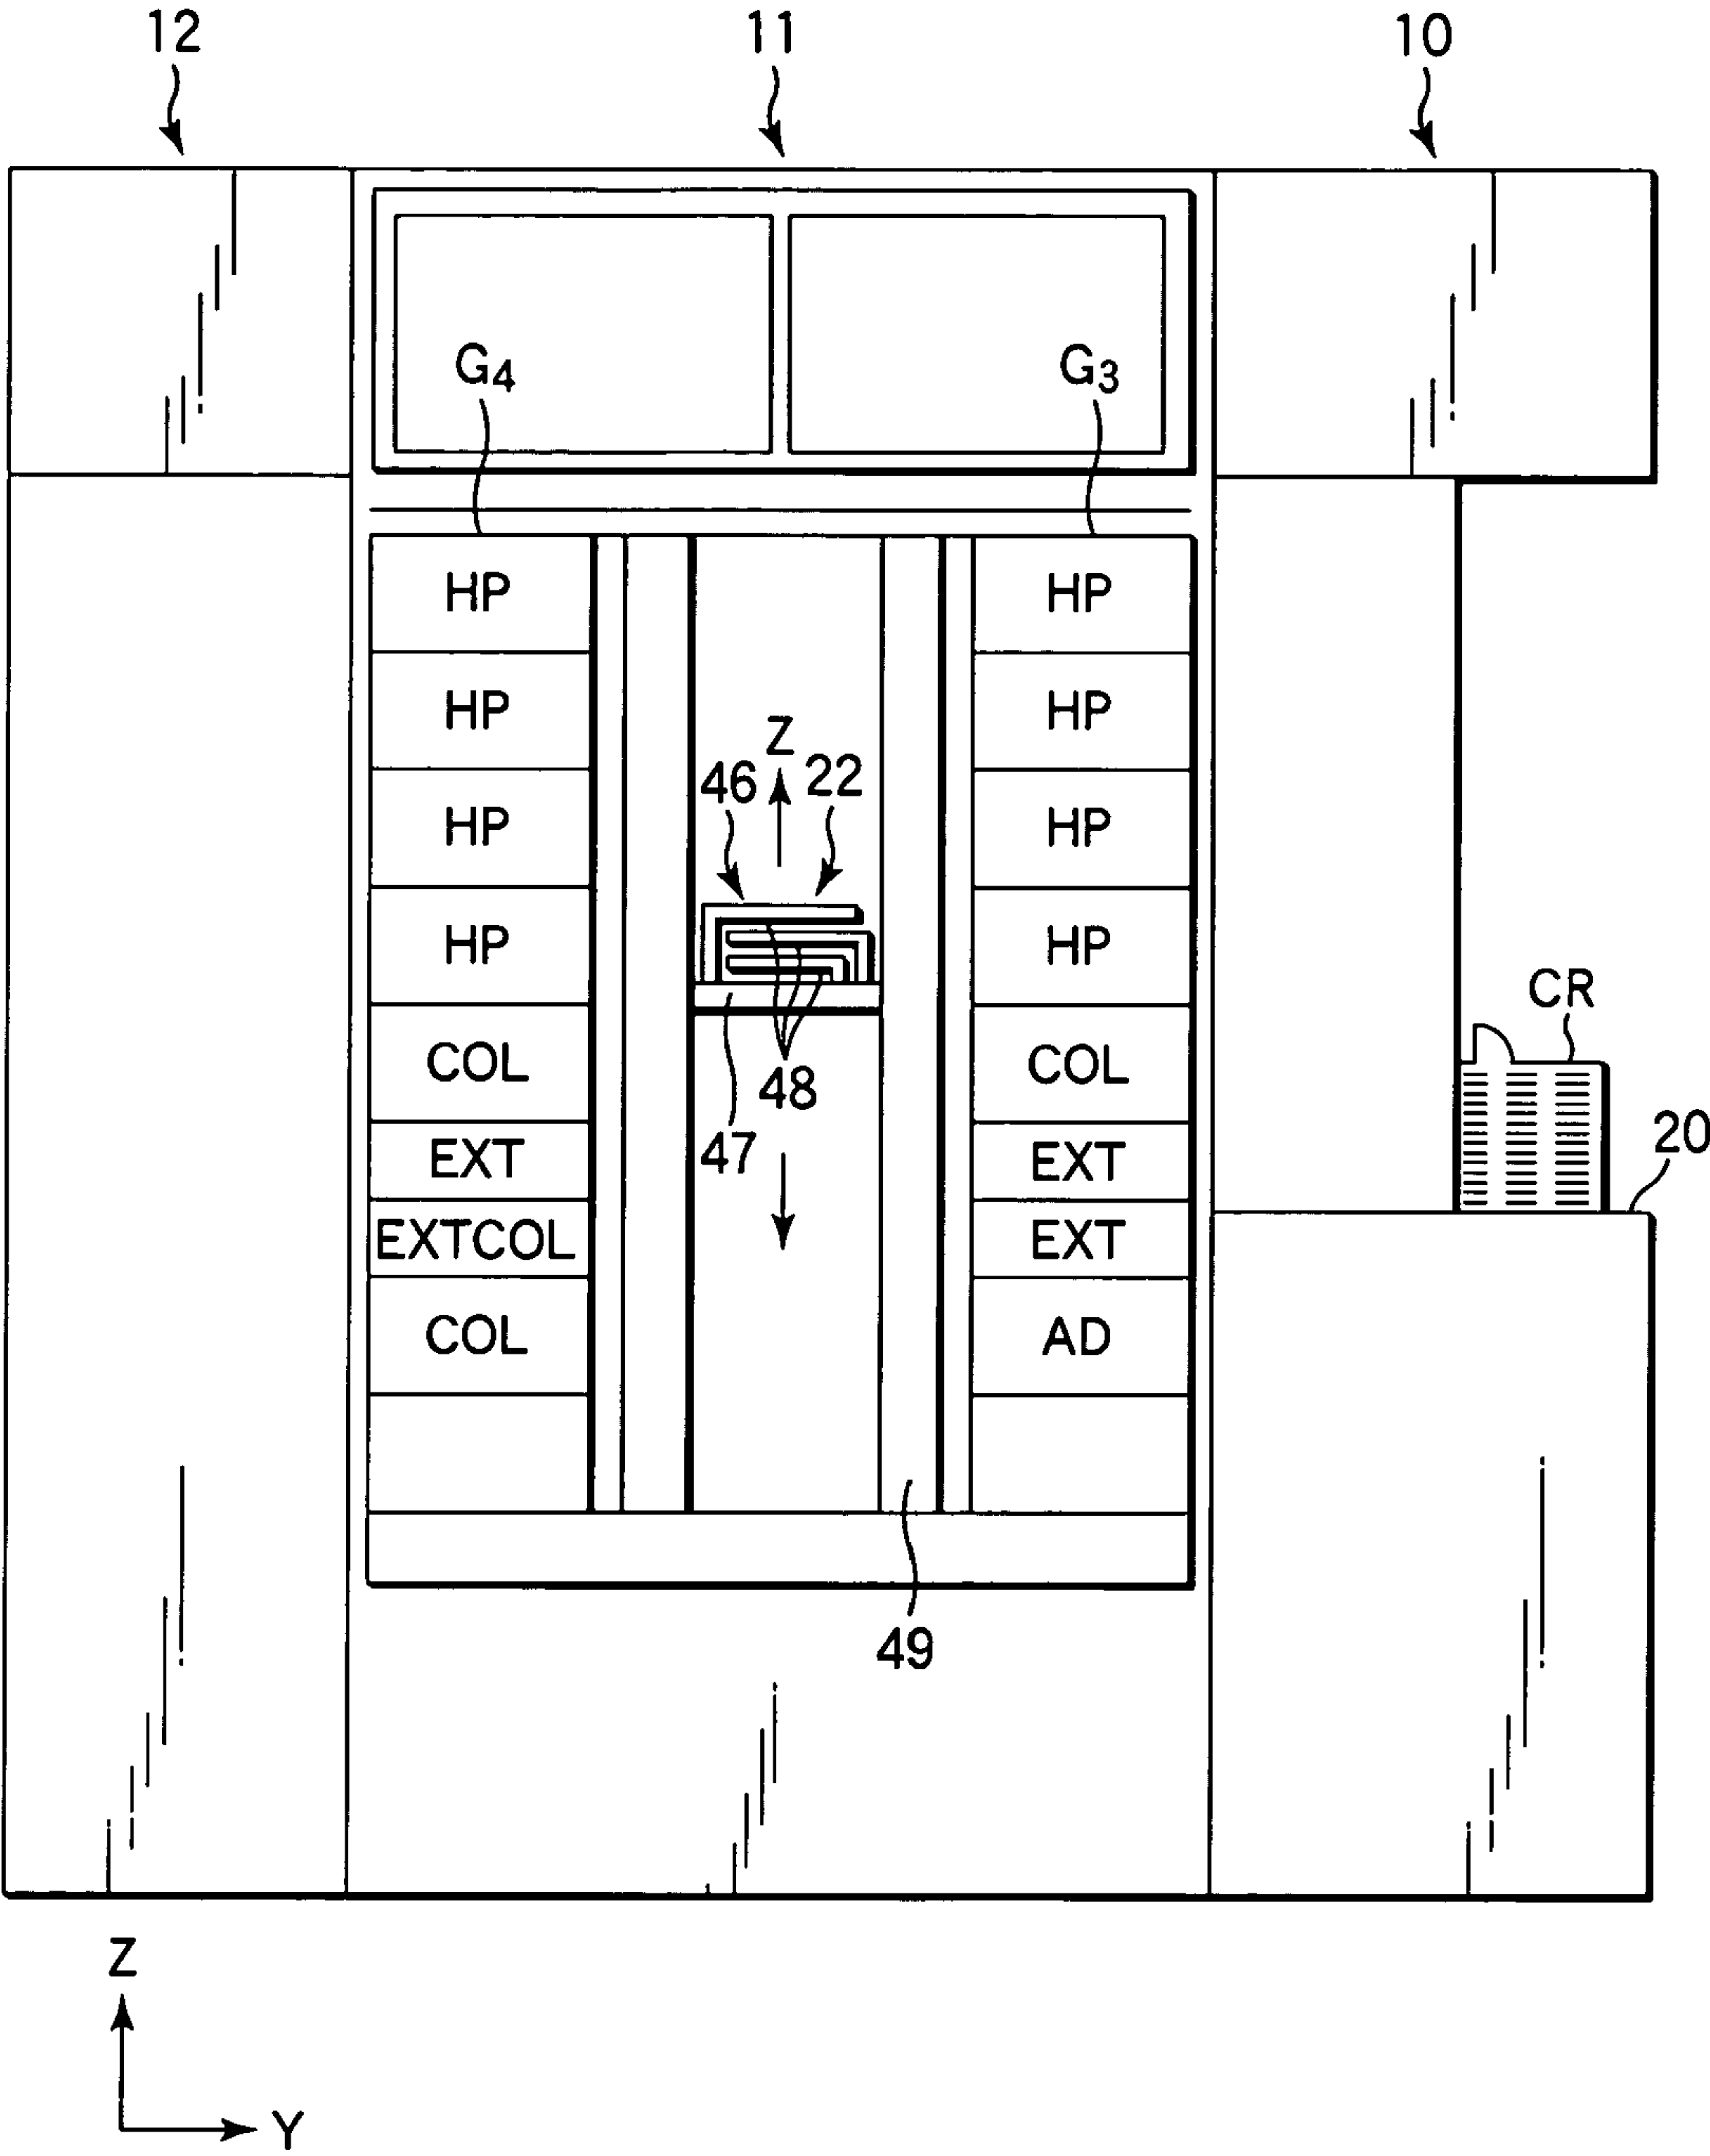 12 11 10
G4 G3
HP HP
HP HP
Z
46 22
HP HP
HP HP
CR
COL COL
48
20
47
EXT EXT
EXTCOL EXT
COL AD
49
Z
Y